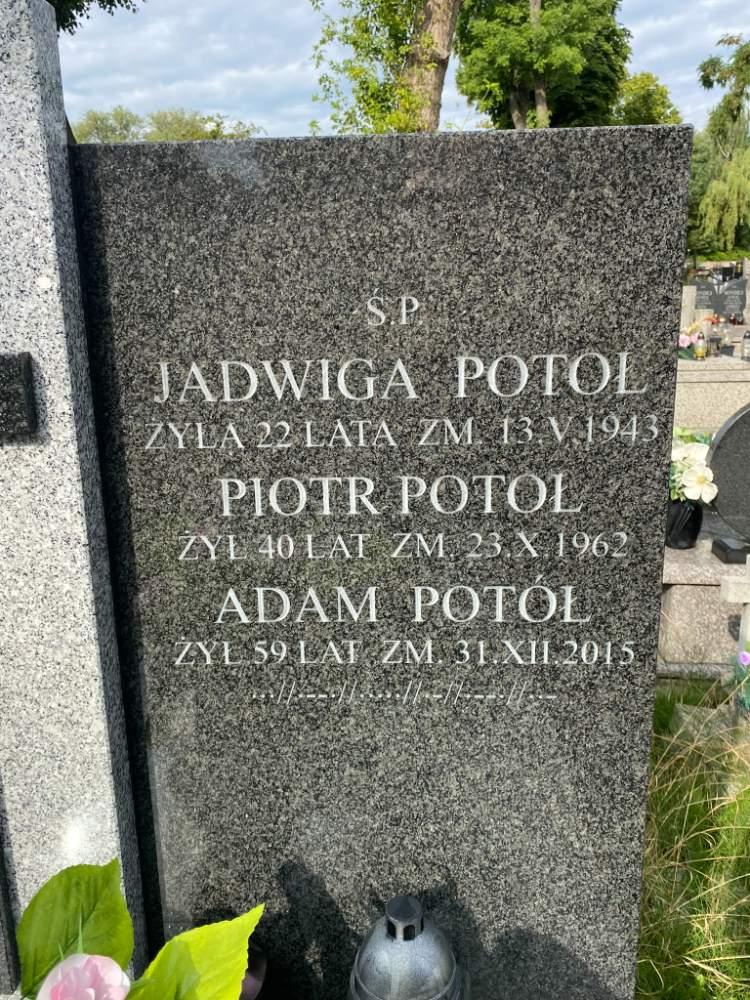 Ś.P
JADWIGA POTOŁ
ŻYŁA 22 LATA ZM. 13.V.1943
PIOTR POTOŁ
ŻYŁ 40 LAT ZM. 23.X.1962
ADAM POTÓŁ
ŻYŁ 59 LAT ZM. 31.XII.2015